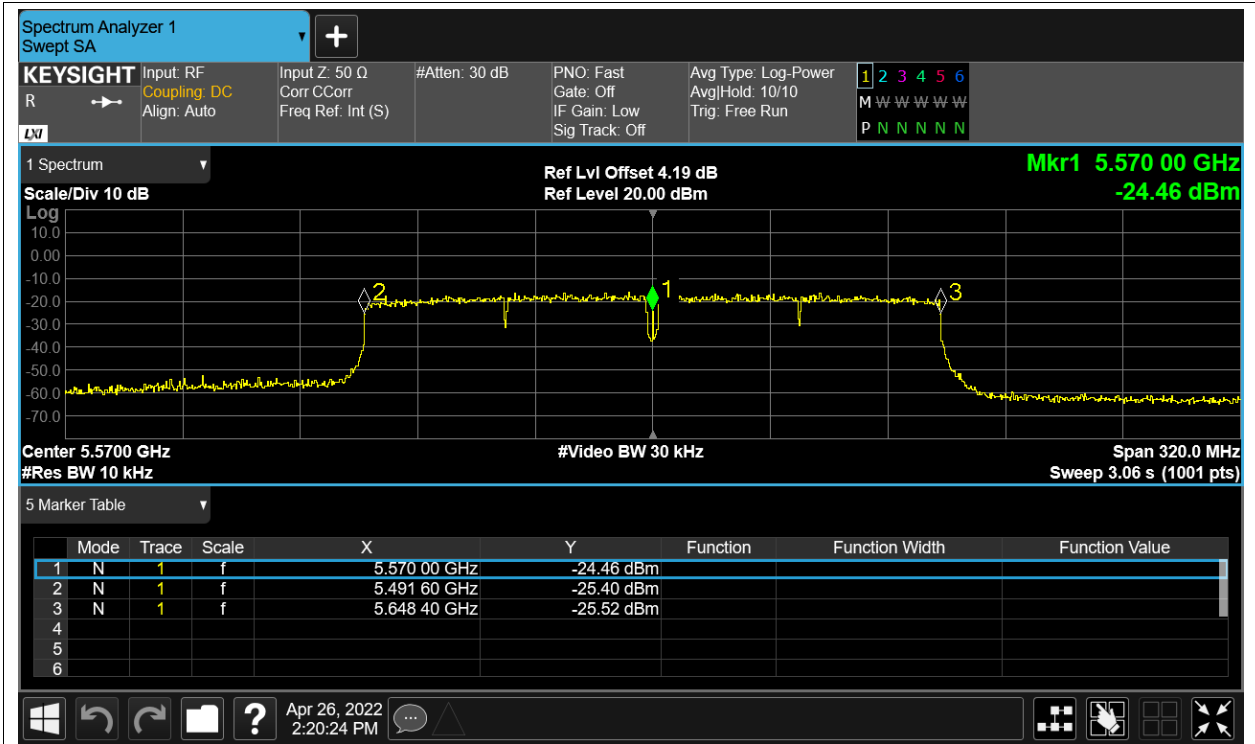 Spectrum Analyzer 1
Swept SA
+
KEYSIGHT
R
LXI
Input: RF
Coupling: DC
Align: Auto
Input Z: 50 Ω
Corr CCorr
Freq Ref: Int (S)
#Atten: 30 dB
PNO: Fast
Gate: Off
IF Gain: Low
Sig Track: Off
Avg Type: Log-Power
Avg|Hold: 10/10
Trig: Free Run
1 2 3 4 5 6
M W W W W W
P N N N N N
1 Spectrum
Scale/Div 10 dB
Ref Lvl Offset 4.19 dB
Ref Level 20.00 dBm
Mkr1 5.570 00 GHz
-24.46 dBm
Log
10.0
0.00
-10.0
-20.0
-30.0
-40.0
-50.0
-60.0
-70.0
2
1
3
Center 5.5700 GHz
#Video BW 30 kHz
Span 320.0 MHz
#Res BW 10 kHz
Sweep 3.06 s (1001 pts)
5 Marker Table
Mode Trace Scale X Y Function Function Width Function Value
1 N 1 f 5.570 00 GHz -24.46 dBm
2 N 1 f 5.491 60 GHz -25.40 dBm
3 N 1 f 5.648 40 GHz -25.52 dBm
4
5
6
?
Apr 26, 2022
2:20:24 PM